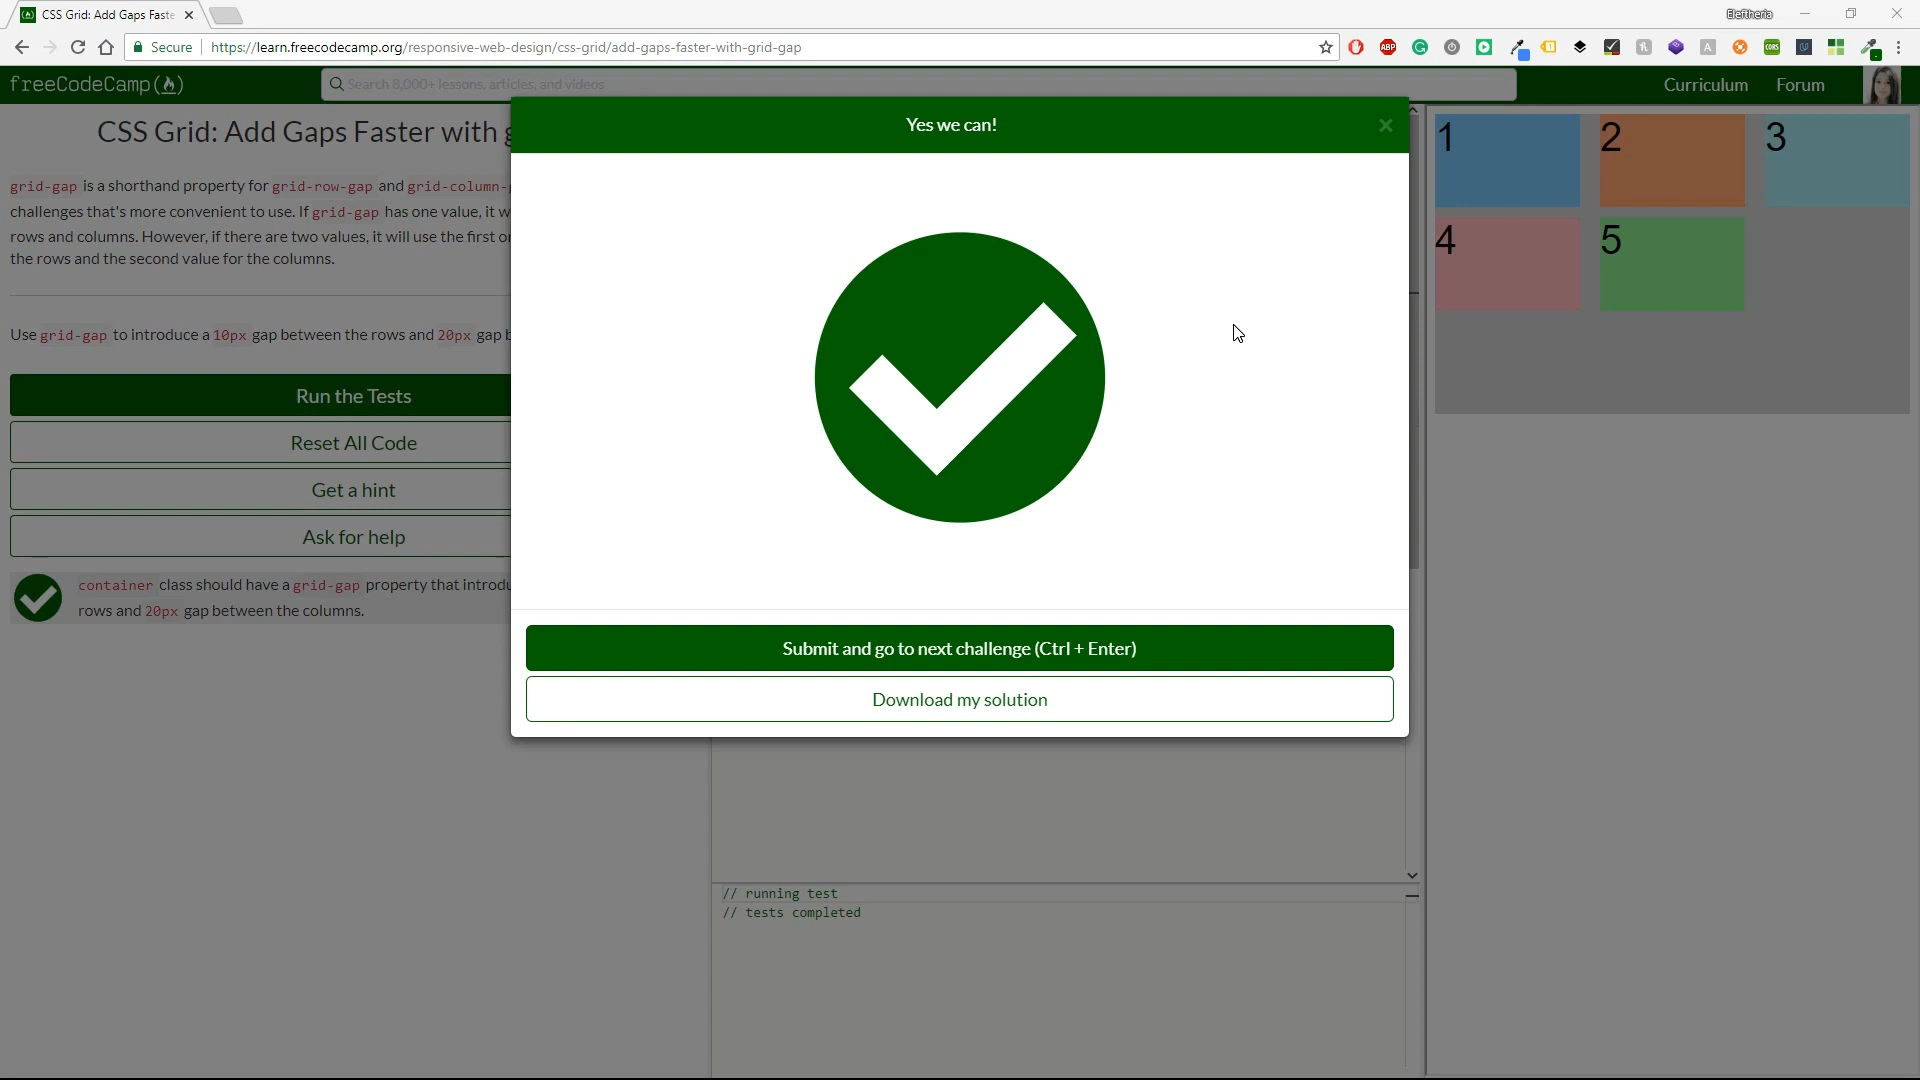 CSS Grid: Add Gaps Faste
Eleftheria
Secure
https://learn.freecodecamp.org/responsive-web-design/css-grid/add-gaps-faster-with-grid-gap
freeCodeCamp
Search 8,000+ lessons, articles, and videos
Curriculum
Forum
CSS Grid: Add Gaps Faster with g
grid-gap is a shorthand property for grid-row-gap and grid-column-
challenges that's more convenient to use. If grid-gap has one value, it w
rows and columns. However, if there are two values, it will use the first o
the rows and the second value for the columns.
Use grid-gap to introduce a 10px gap between the rows and 20px gap b
Run the Tests
Reset All Code
Get a hint
Ask for help
container class should have a grid-gap property that introdu
rows and 20px gap between the columns.
Yes we can!
×
Submit and go to next challenge (Ctrl + Enter)
Download my solution
// running test
// tests completed
1
2
3
4
5
ABP
CORS